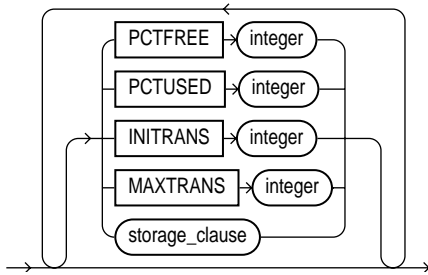 PCTFREE integer
PCTUSED integer
INITRANS integer
MAXTRANS integer
storage_clause